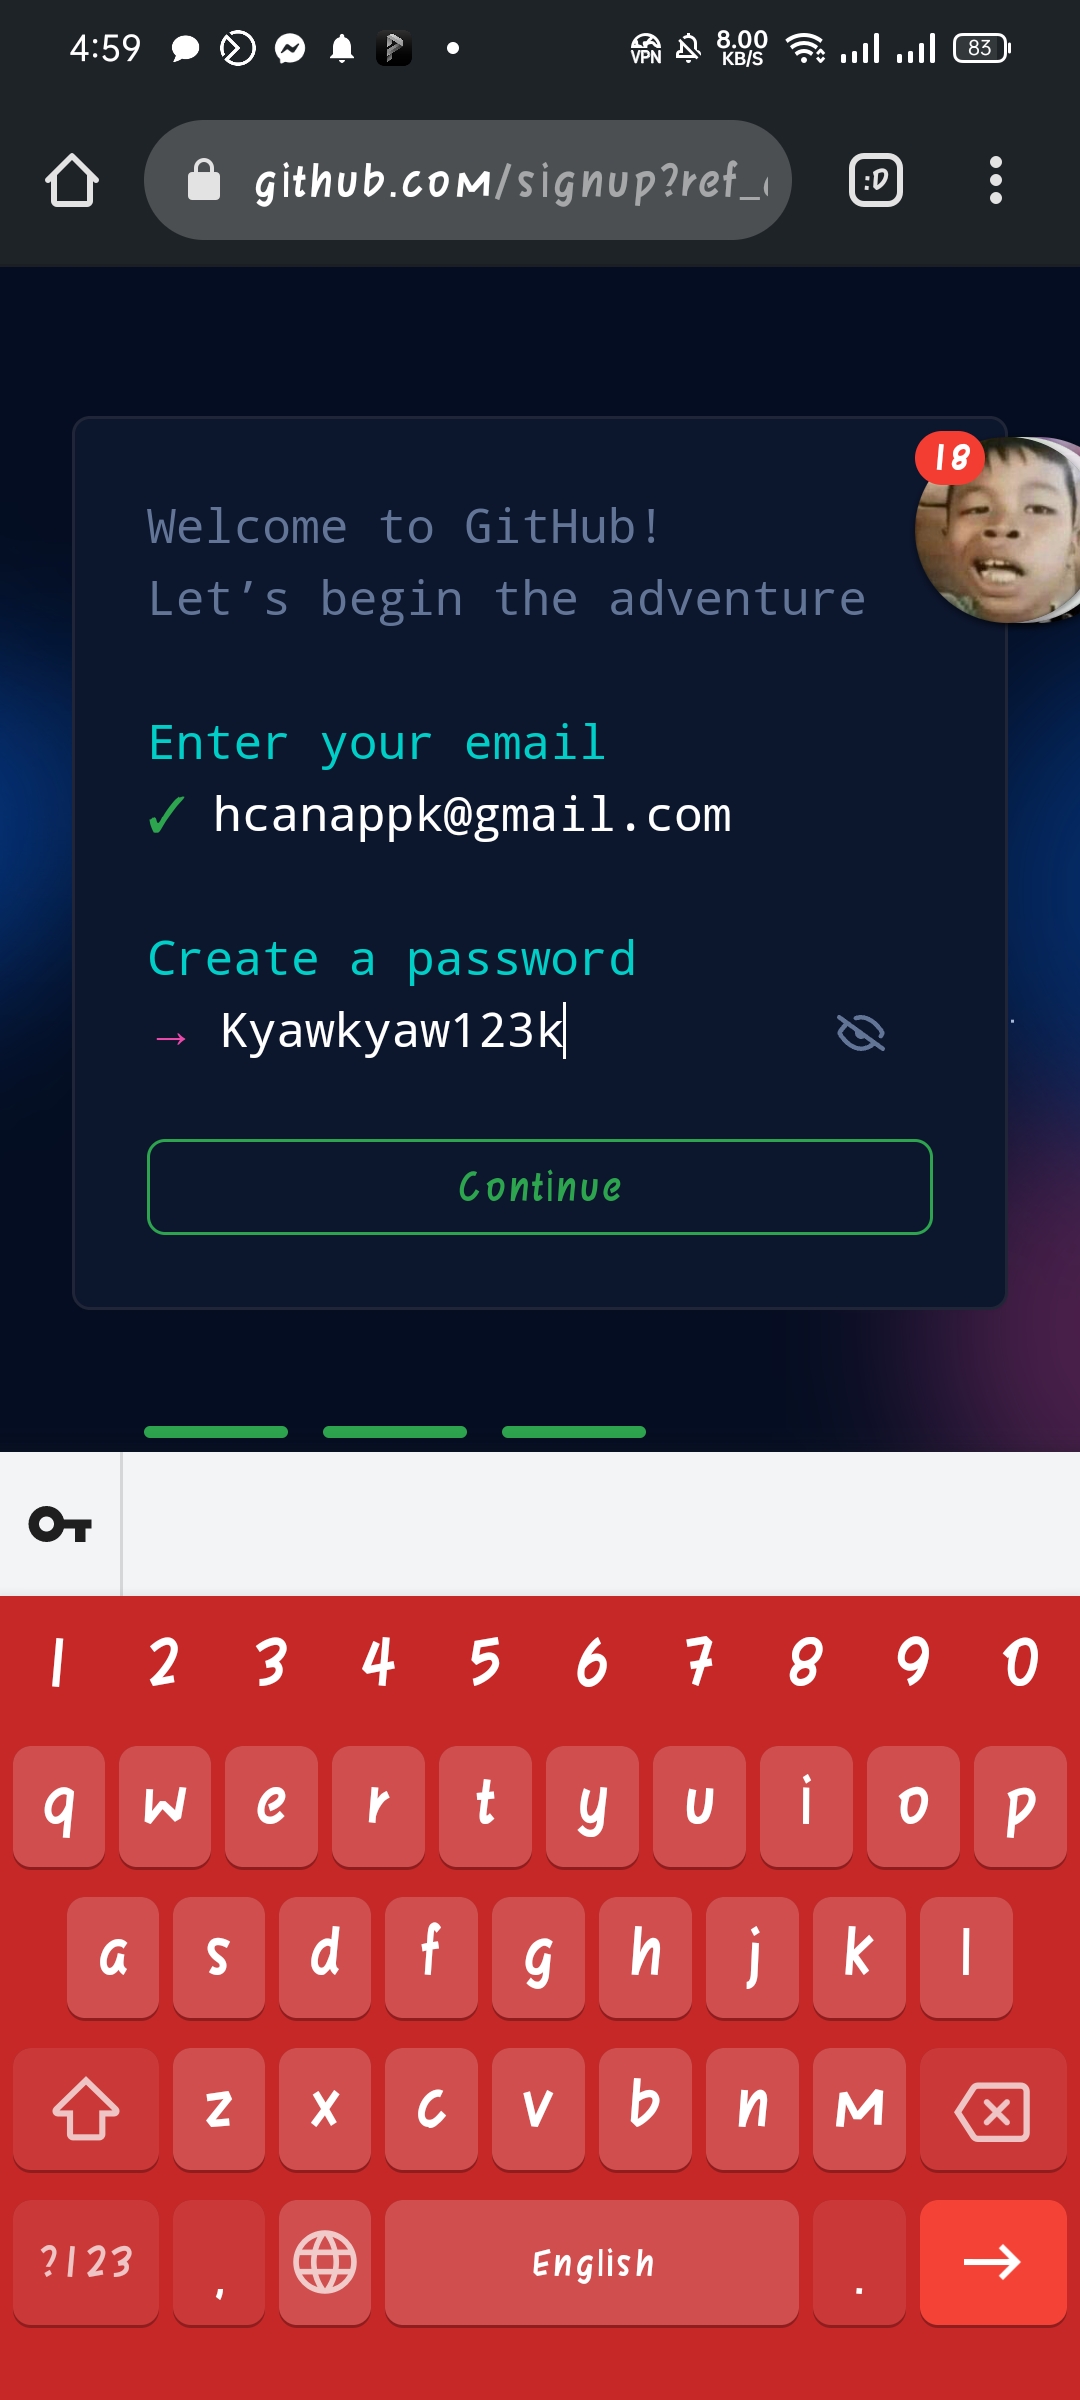 4:59
VPN
8.00
KB/S
83
github.com/signup?ref_
:D
18
Welcome to GitHub!
Let’s begin the adventure
Enter your email
✓ hcanappk@gmail.com
Create a password
→ Kyawkyaw123k
Continue
1 2 3 4 5 6 7 8 9 0
q w e r t y u i o p
a s d f g h j k l
z x c v b n m
?123 , English .